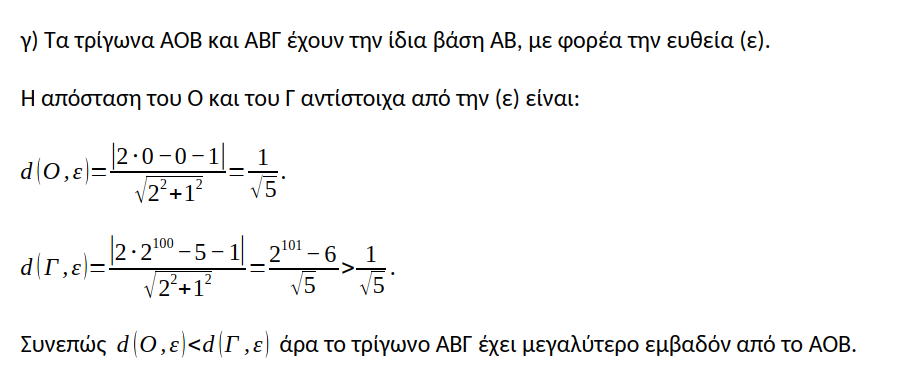 γ) Τα τρίγωνα ΑΟΒ και ΑΒΓ έχουν την ίδια βάση ΑΒ, με φορέα την ευθεία (ε).
Η απόσταση του Ο και του Γ αντίστοιχα από την (ε) είναι:
d(Ο,ε)=|2·0−0−1|/√(2²+1²)=1/√5.
d(Γ,ε)=|2·2¹⁰⁰−5−1|/√(2²+1²)=(2¹⁰¹−6)/√5>1/√5.
Συνεπώς d(Ο,ε)<d(Γ,ε) άρα το τρίγωνο ΑΒΓ έχει μεγαλύτερο εμβαδόν από το ΑΟΒ.